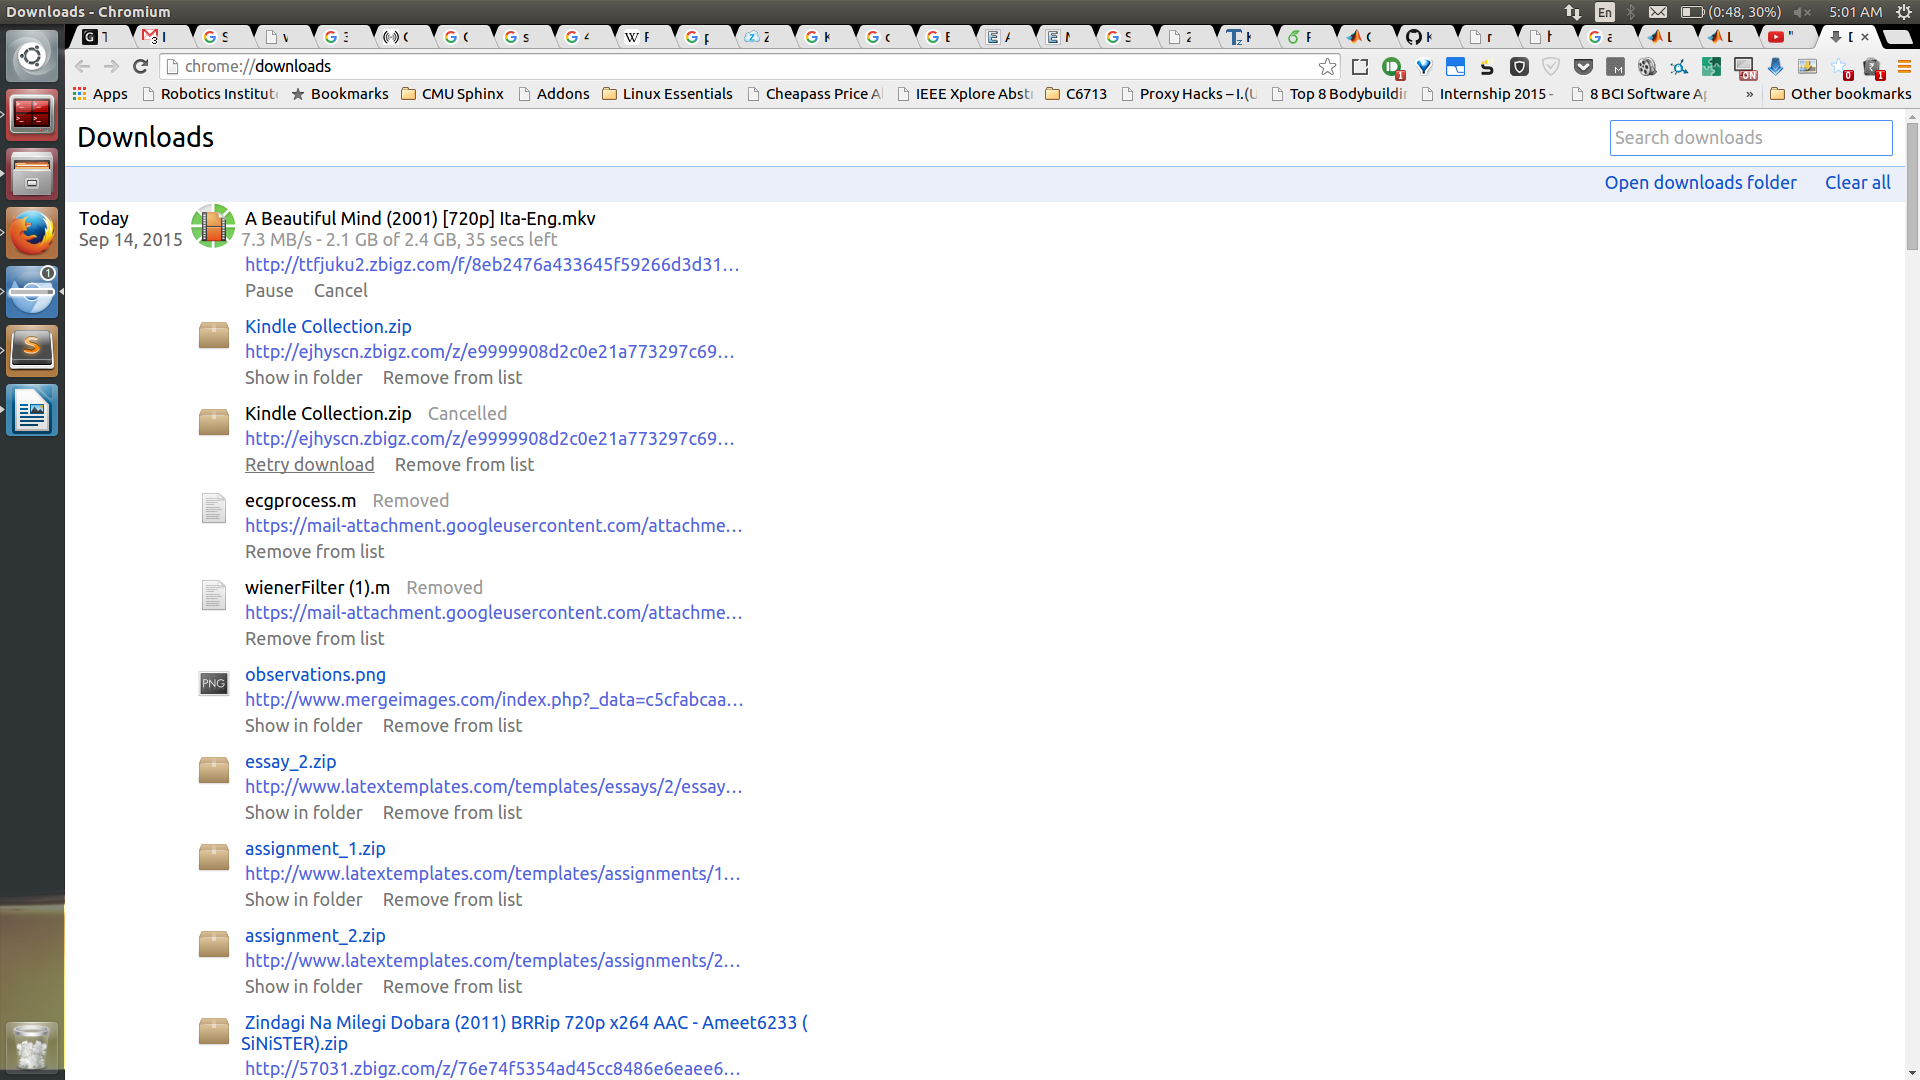 Downloads - Chromium
En
(0:48, 30%)
5:01 AM
chrome://downloads
Apps
Robotics Institut
Bookmarks
CMU Sphinx
Addons
Linux Essentials
Cheapass Price A
IEEE Xplore Abst
C6713
Proxy Hacks – I.(U
Top 8 Bodybuildi
Internship 2015 -
8 BCI Software A
»
Other bookmarks
Downloads
Search downloads
Open downloads folder
Clear all
Today
Sep 14, 2015
A Beautiful Mind (2001) [720p] Ita-Eng.mkv
7.3 MB/s - 2.1 GB of 2.4 GB, 35 secs left
http://ttfjuku2.zbigz.com/f/8eb2476a433645f59266d3d31…
Pause Cancel
Kindle Collection.zip
http://ejhyscn.zbigz.com/z/e9999908d2c0e21a773297c69…
Show in folder Remove from list
Kindle Collection.zip Cancelled
http://ejhyscn.zbigz.com/z/e9999908d2c0e21a773297c69…
Retry download Remove from list
ecgprocess.m Removed
https://mail-attachment.googleusercontent.com/attachme…
Remove from list
wienerFilter (1).m Removed
https://mail-attachment.googleusercontent.com/attachme…
Remove from list
PNG
observations.png
http://www.mergeimages.com/index.php?_data=c5cfabcaa…
Show in folder Remove from list
essay_2.zip
http://www.latextemplates.com/templates/essays/2/essay…
Show in folder Remove from list
assignment_1.zip
http://www.latextemplates.com/templates/assignments/1…
Show in folder Remove from list
assignment_2.zip
http://www.latextemplates.com/templates/assignments/2…
Show in folder Remove from list
Zindagi Na Milegi Dobara (2011) BRRip 720p x264 AAC - Ameet6233 (
SiNiSTER).zip
http://57031.zbigz.com/z/76e74f5354ad45cc8486e6eaee6…